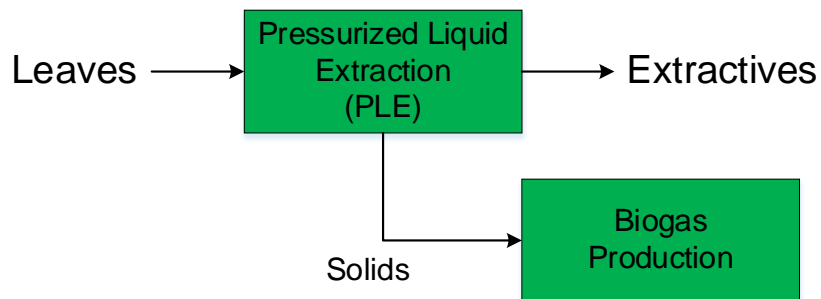 Leaves
Pressurized Liquid
Extraction
(PLE)
Extractives
Solids
Biogas
Production